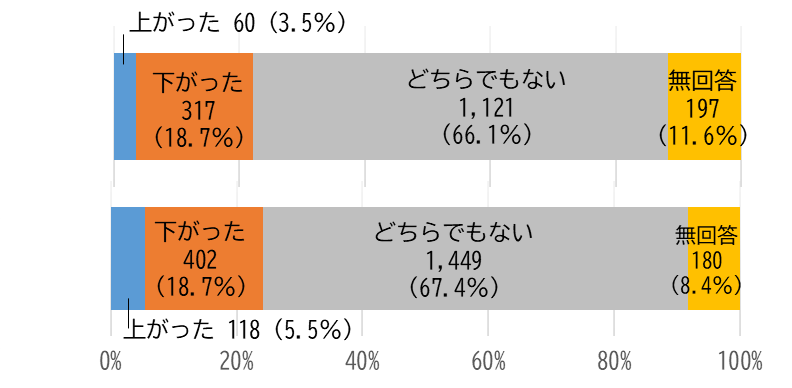 上がった 60（3.5%）
下がった
317
（18.7%）
どちらでもない
1,121
（66.1%）
無回答
197
（11.6%）
下がった
402
（18.7%）
どちらでもない
1,449
（67.4%）
無回答
180
（8.4%）
上がった 118（5.5%）
0% 20% 40% 60% 80% 100%